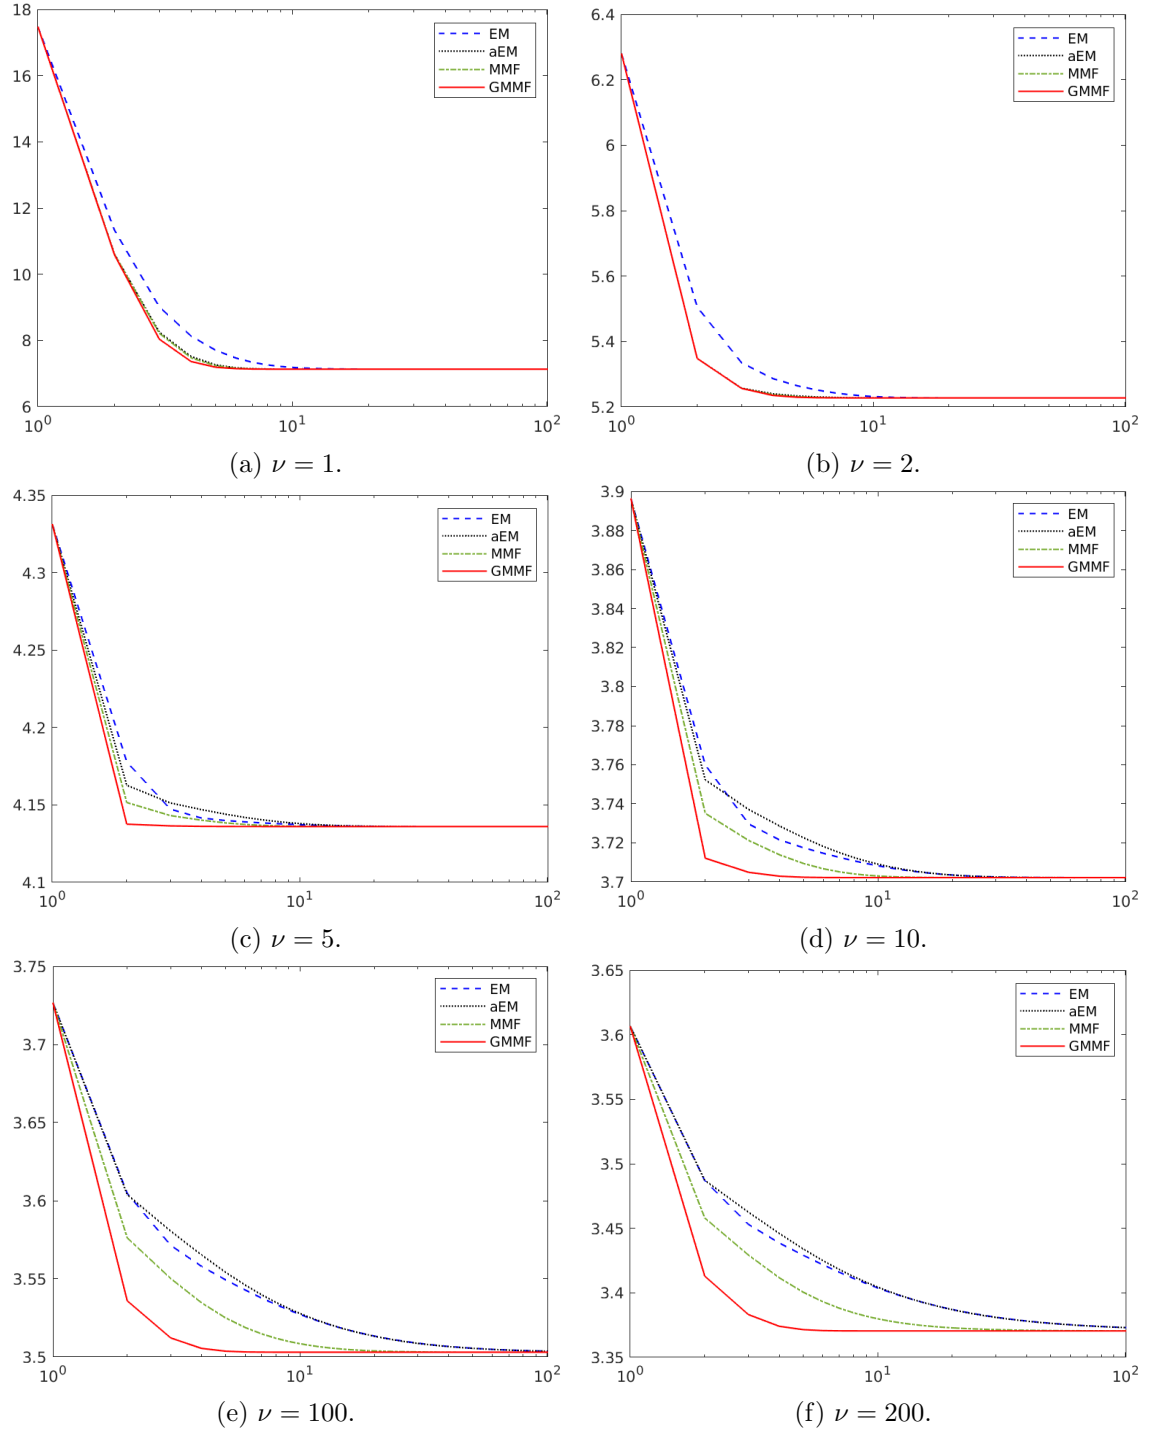 18
16
14
12
10
8
6
10^0
10^1
10^2
EM
aEM
MMF
GMMF
(a) ν = 1.
6.4
6.2
6
5.8
5.6
5.4
5.2
10^0
10^1
10^2
EM
aEM
MMF
GMMF
(b) ν = 2.
4.35
4.3
4.25
4.2
4.15
4.1
10^0
10^1
10^2
EM
aEM
MMF
GMMF
(c) ν = 5.
3.9
3.88
3.86
3.84
3.82
3.8
3.78
3.76
3.74
3.72
3.7
10^0
10^1
10^2
EM
aEM
MMF
GMMF
(d) ν = 10.
3.75
3.7
3.65
3.6
3.55
3.5
10^0
10^1
10^2
EM
aEM
MMF
GMMF
(e) ν = 100.
3.65
3.6
3.55
3.5
3.45
3.4
3.35
10^0
10^1
10^2
EM
aEM
MMF
GMMF
(f) ν = 200.